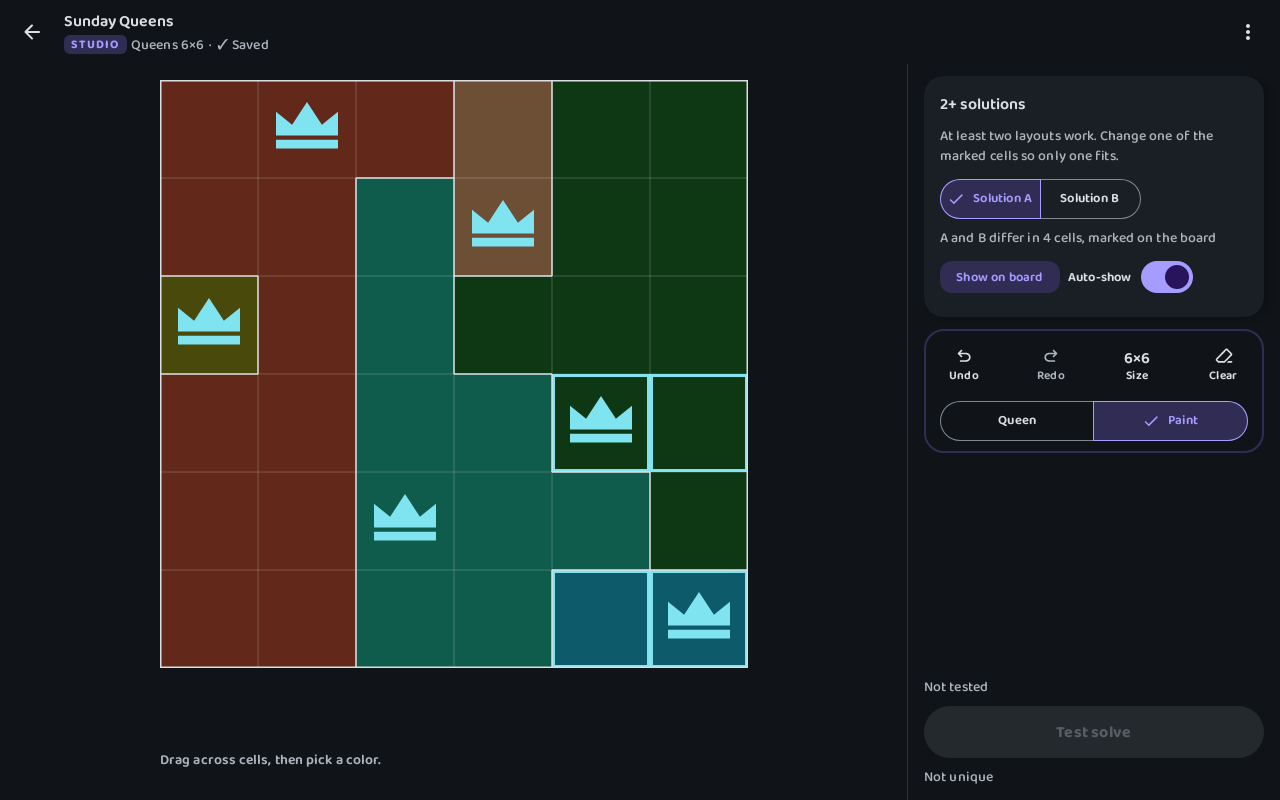 Sunday Queens
STUDIO Queens 6×6 · ✓ Saved
2+ solutions
At least two layouts work. Change one of the
marked cells so only one fits.
Solution A Solution B
A and B differ in 4 cells, marked on the board
Show on board Auto-show
Undo Redo 6×6 Size Clear
Queen Paint
Not tested
Test solve
Drag across cells, then pick a color.
Not unique